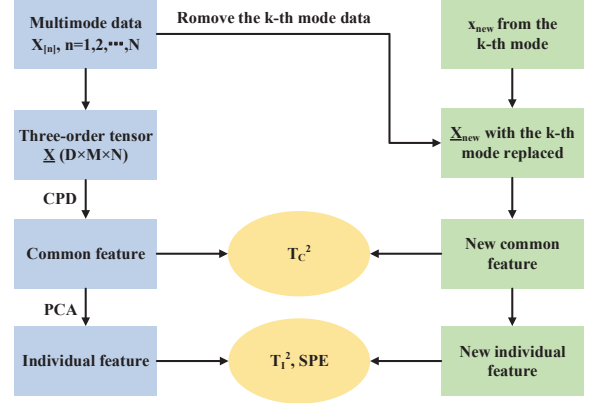 Multimode data
X[n], n=1,2,⋯,N
Romove the k-th mode data
xnew from the
k-th mode
Three-order tensor
X (D×M×N)
Xnew with the k-th
mode replaced
CPD
Common feature
TC2
New common
feature
PCA
Individual feature
TI2, SPE
New individual
feature